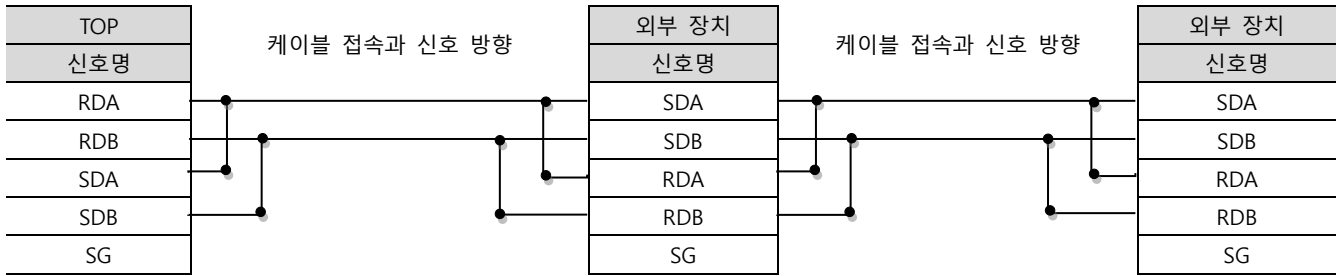 TOP
케이블 접속과 신호 방향
외부 장치
케이블 접속과 신호 방향
외부 장치
신호명
신호명
신호명
RDA
SDA
SDA
RDB
SDB
SDB
SDA
RDA
RDA
SDB
RDB
RDB
SG
SG
SG